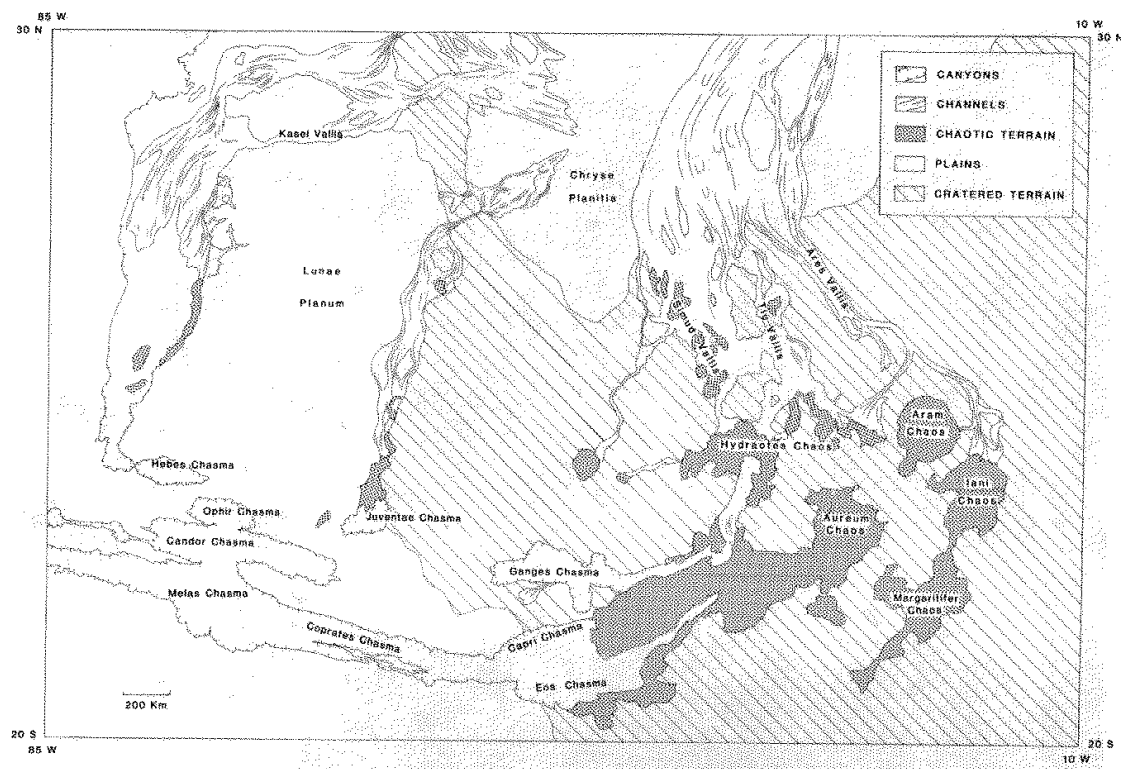 85 W
10 W
30 N
30 N
CANYONS
CHANNELS
CHAOTIC TERRAIN
PLAINS
CRATERED TERRAIN
Kasei Vallis
Chryse
Planitia
Lunae
Planum
Ares Vallis
Tiu Vallis
Simud Vallis
Aram
Chaos
Hydraotes Chaos
Hebes Chasma
Iani
Chaos
Ophir Chasma
Juventae Chasma
Aureum
Chaos
Candor Chasma
Ganges Chasma
Melas Chasma
Margaritifer
Chaos
Coprates Chasma
Capri Chasma
Eos Chasma
200 Km
20 S
20 S
85 W
10 W